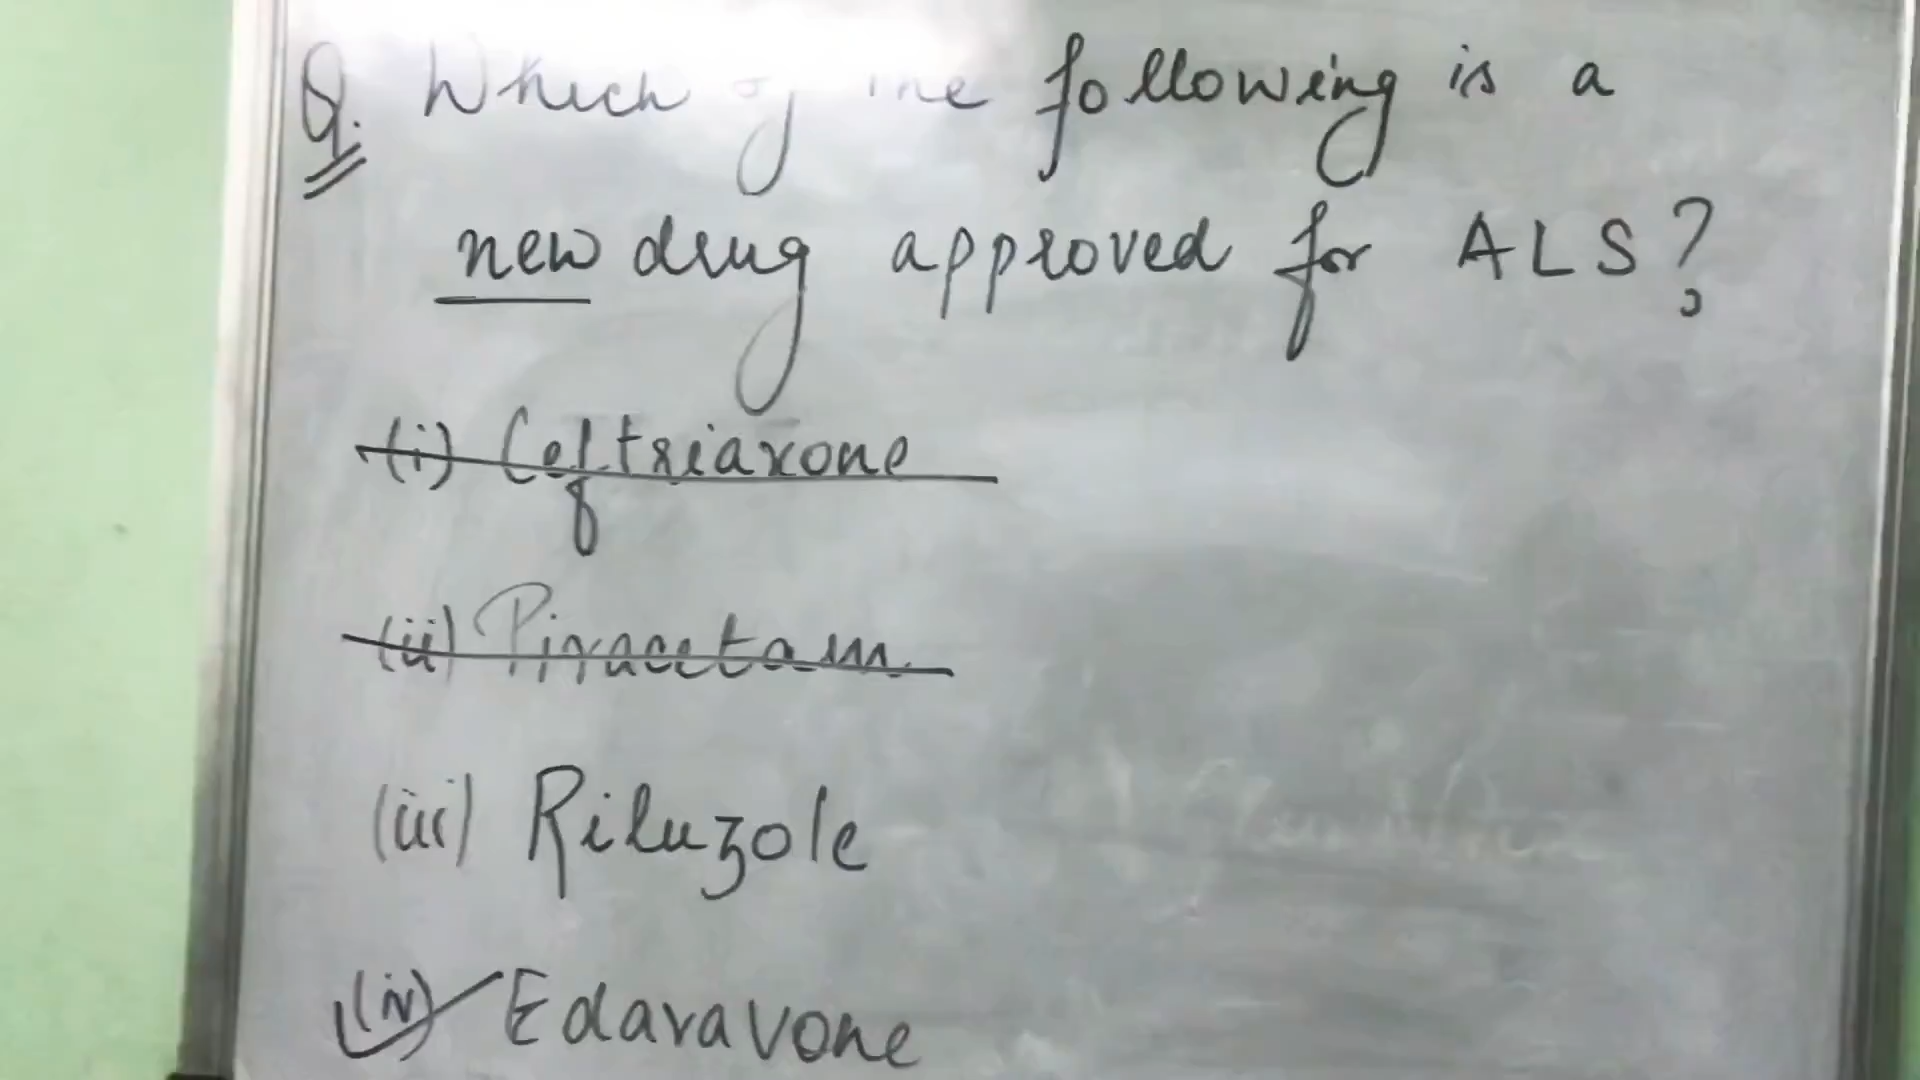 Q. Which of the following is a
new drug approved for ALS?
(i) Ceftriaxone
(ii) Piracetam
(iii) Riluzole
(iv) Edaravone